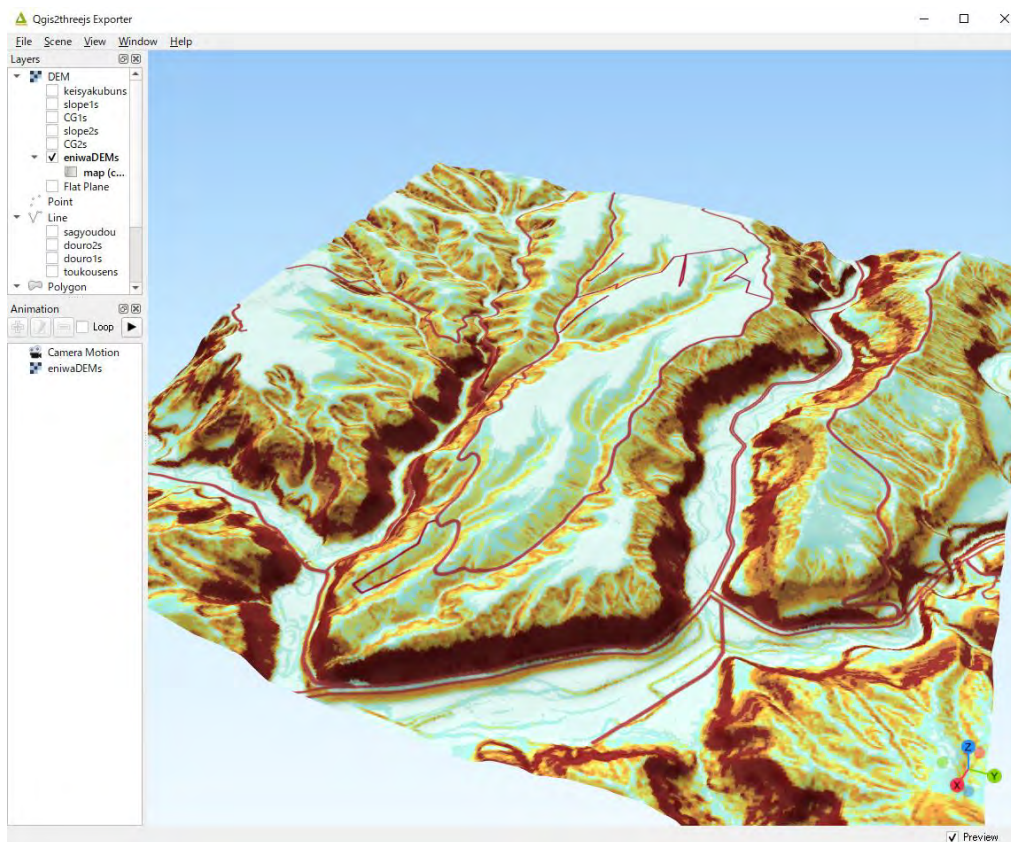 Qgis2threejs Exporter
File Scene View Window Help
Layers
DEM
keisyakubuns
slope1s
CG1s
slope2s
CG2s
eniwaDEMs
map (c...
Flat Plane
Point
Line
sagyoudou
douro2s
douro1s
toukousens
Polygon
Animation
Loop
Camera Motion
eniwaDEMs
Z
Y
X
Preview